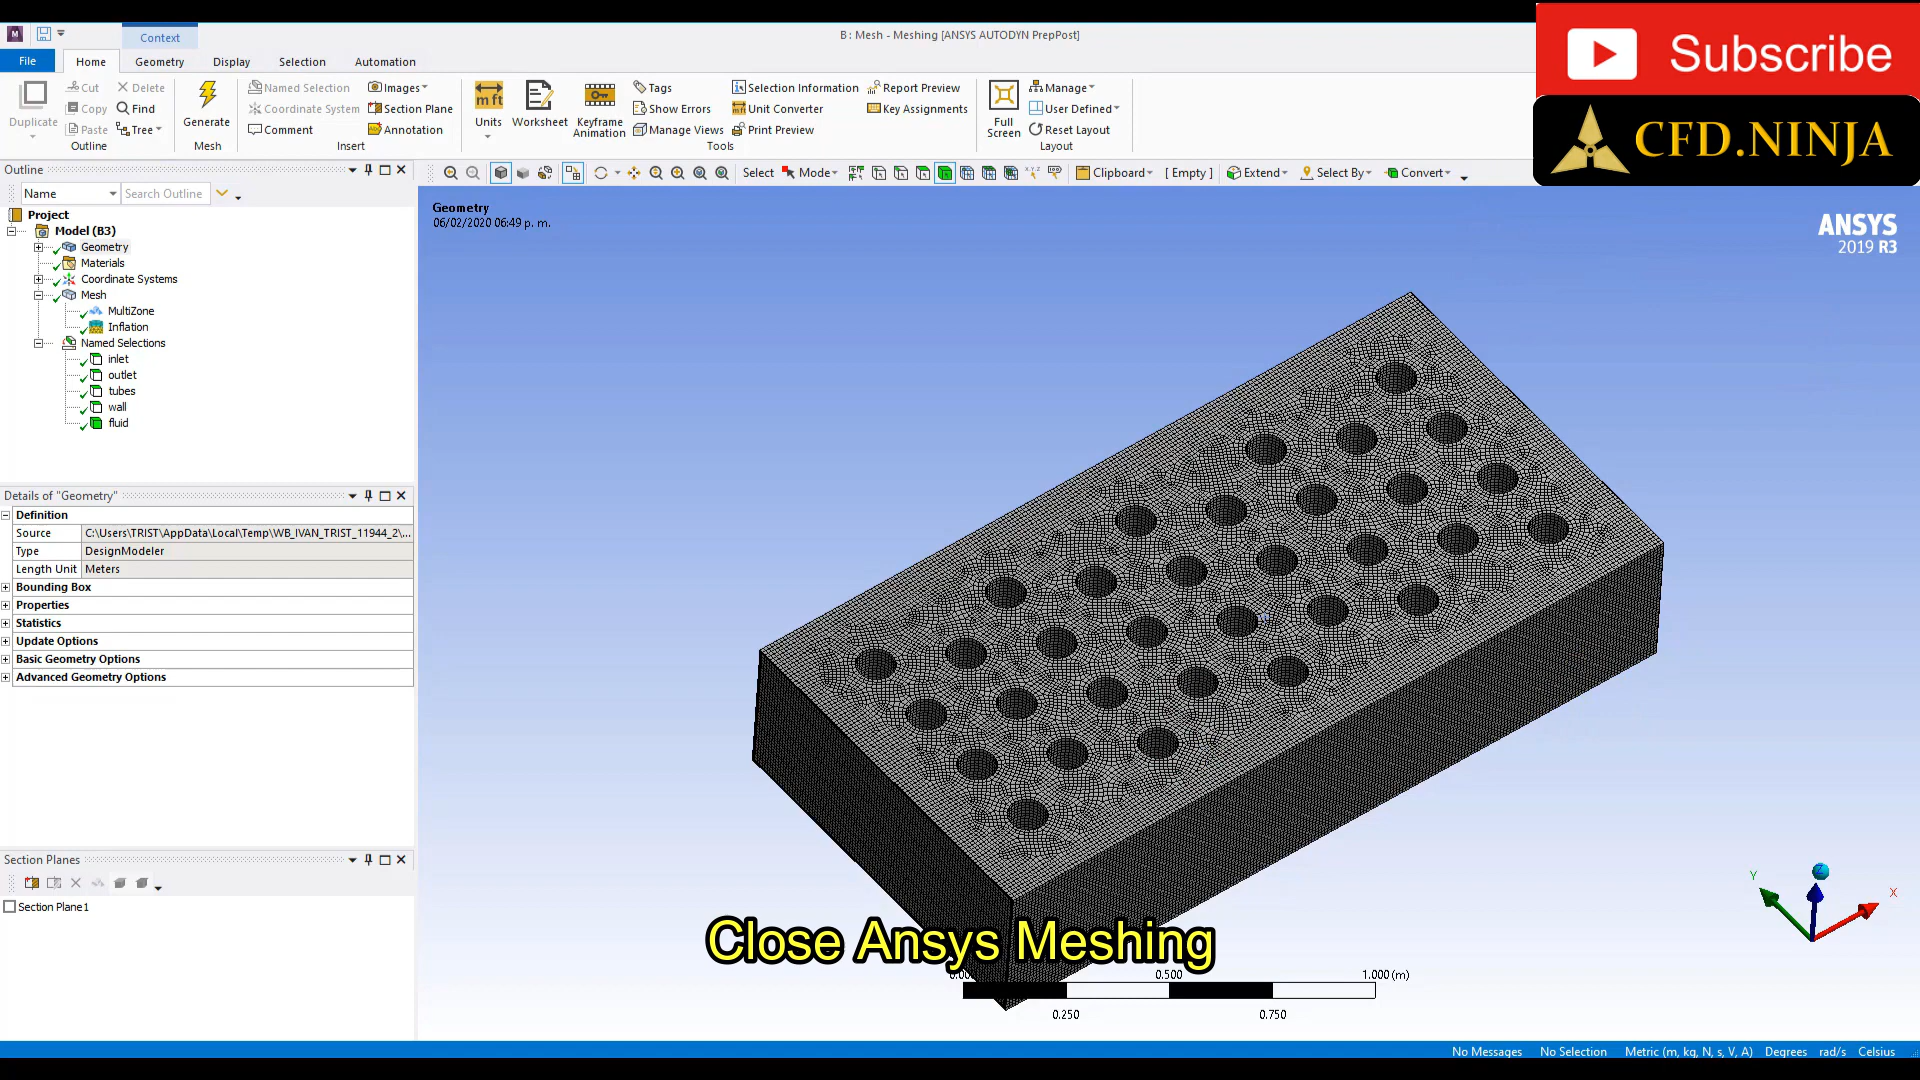 Context
B : Mesh - Meshing [ANSYS AUTODYN PrepPost]
Subscribe
File Home Geometry Display Selection Automation
Duplicate Cut Delete
Copy Find
Paste Tree
Outline
Generate
Mesh
Named Selection Images
Coordinate System Section Plane
Comment Annotation
Insert
Units Worksheet Keyframe Animation
Tags Selection Information Report Preview
Show Errors Unit Converter Key Assignments
Manage Views Print Preview
Tools
Full Screen
Manage
User Defined
Reset Layout
Layout
CFD.NINJA
Outline
Select Mode Clipboard [ Empty ] Extend Select By Convert
Name Search Outline
Project
Model (B3)
Geometry
Materials
Coordinate Systems
Mesh
MultiZone
Inflation
Named Selections
inlet
outlet
tubes
wall
fluid
Geometry
06/02/2020 06:49 p. m.
ANSYS
2019 R3
Details of "Geometry"
Definition
Source C:\Users\TRIST\AppData\Local\Temp\WB_IVAN_TRIST_11944_2\...
Type DesignModeler
Length Unit Meters
Bounding Box
Properties
Statistics
Update Options
Basic Geometry Options
Advanced Geometry Options
Section Planes
Section Plane1
Y
Z
X
Close Ansys Meshing
0.500 1.000 (m)
0.250 0.750
No Messages No Selection Metric (m, kg, N, s, V, A) Degrees rad/s Celsius